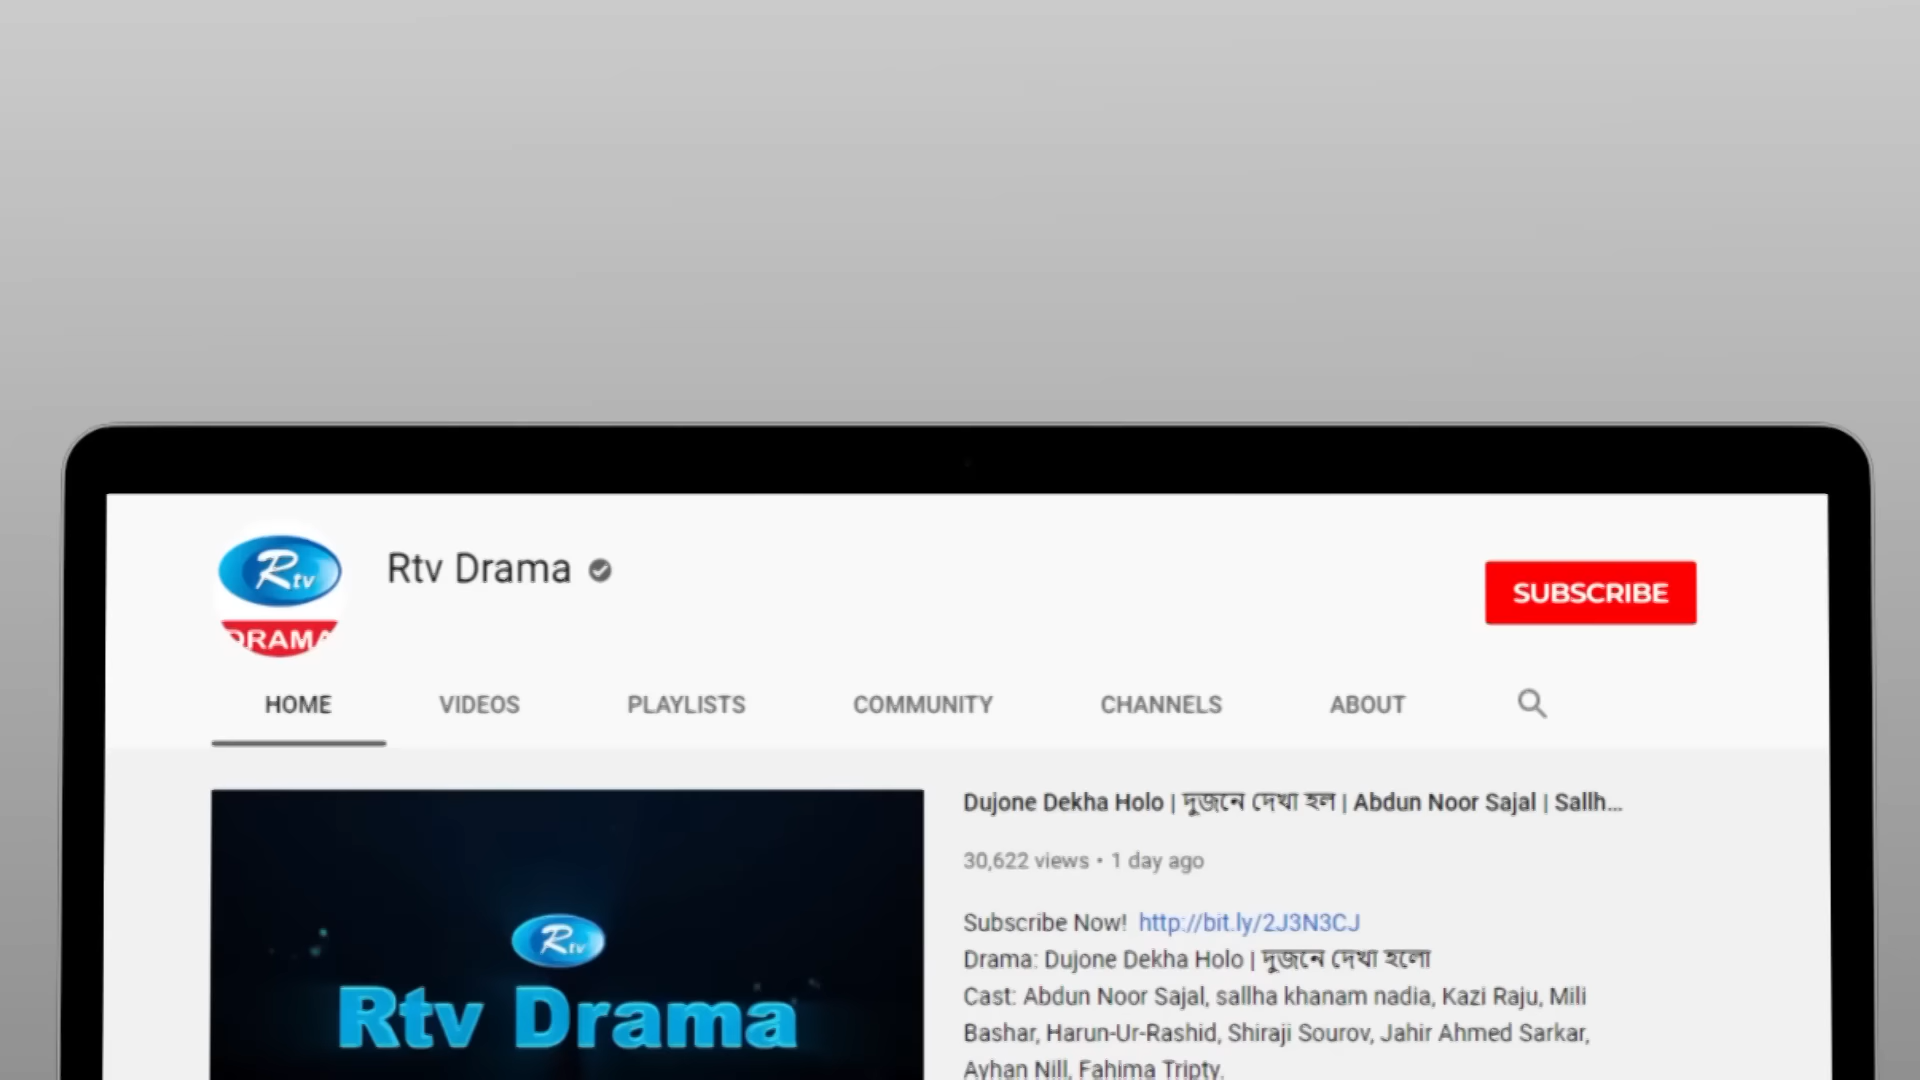 Rtv
DRAMA
Rtv Drama
SUBSCRIBE
HOME VIDEOS PLAYLISTS COMMUNITY CHANNELS ABOUT
Dujone Dekha Holo | দুজনে দেখা হল | Abdun Noor Sajal | Sallh...
30,622 views • 1 day ago
Subscribe Now! http://bit.ly/2J3N3CJ
Drama: Dujone Dekha Holo | দুজনে দেখা হলো
Cast: Abdun Noor Sajal, sallha khanam nadia, Kazi Raju, Mili
Bashar, Harun-Ur-Rashid, Shiraji Sourov, Jahir Ahmed Sarkar,
Ayhan Nill, Fahima Tripty.
Rtv
Rtv Drama